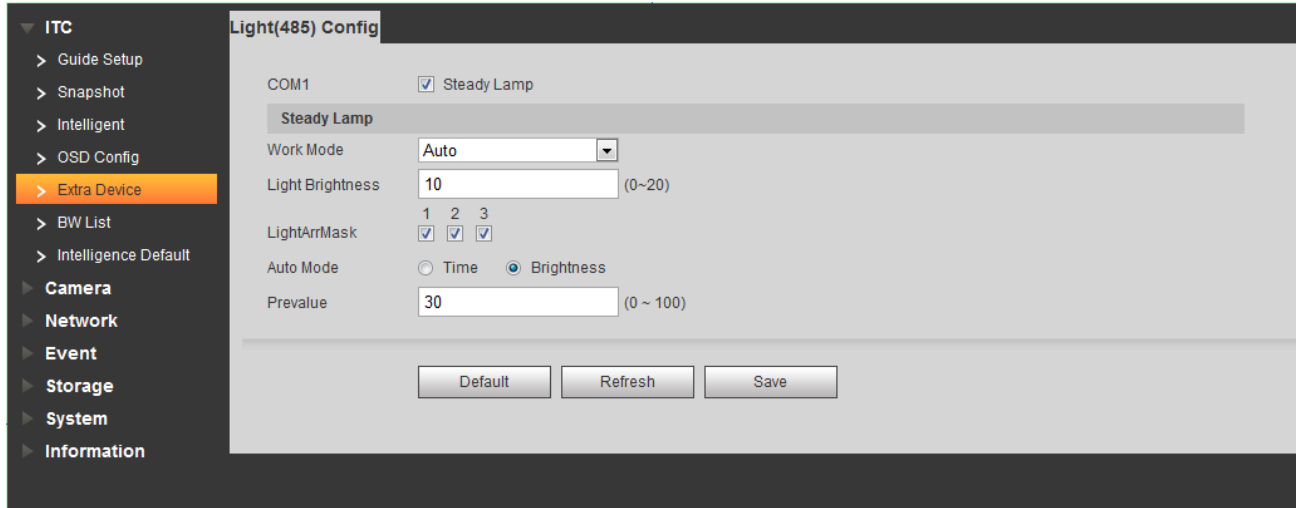 ITC
Guide Setup
Snapshot
Intelligent
OSD Config
Extra Device
BW List
Intelligence Default
Camera
Network
Event
Storage
System
Information
Light(485) Config
COM1 Steady Lamp
Steady Lamp
Work Mode Auto
Light Brightness 10 (0~20)
1 2 3
LightArrMask
Auto Mode Time Brightness
Prevalue 30 (0 ~ 100)
Default Refresh Save